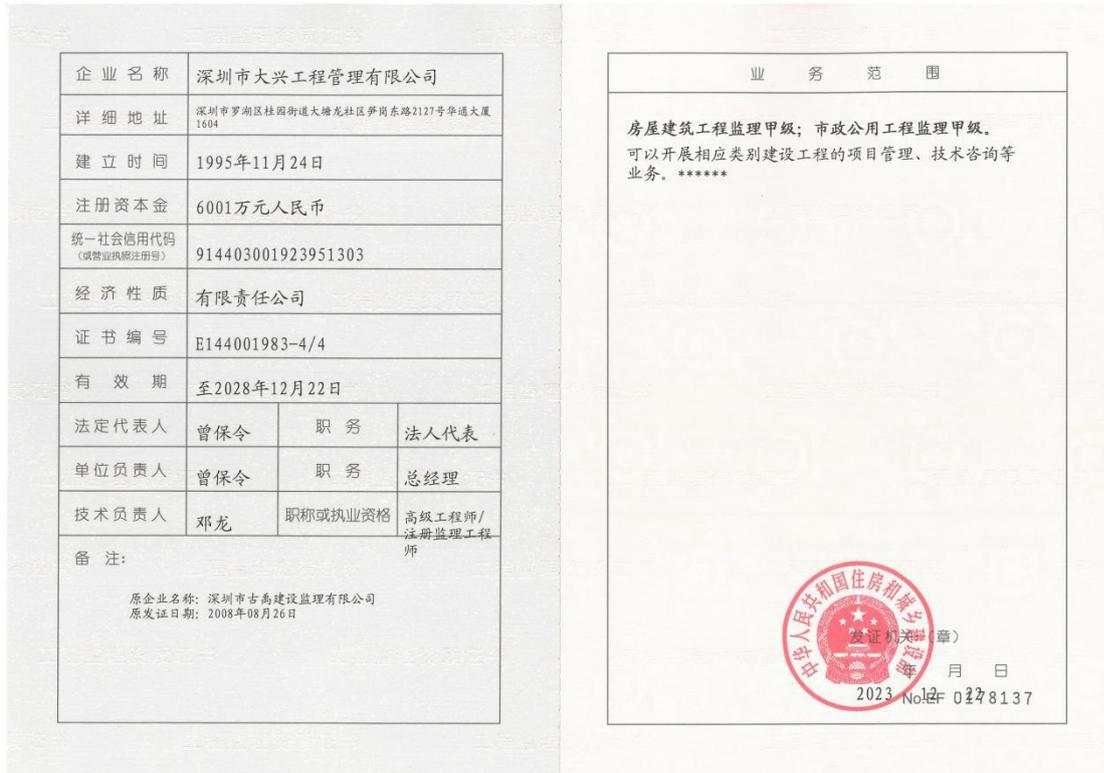 企业名称 深圳市大兴工程管理有限公司
详细地址 深圳市罗湖区桂园街道大塘龙社区笋岗东路2127号华通大厦
1604
建立时间 1995年11月24日
注册资本金 6001万元人民币
统一社会信用代码
(或营业执照注册号) 914403001923951303
经济性质 有限责任公司
证书编号 E144001983-4/4
有效期 至2028年12月22日
法定代表人 曾保令 职务 法人代表
单位负责人 曾保令 职务 总经理
技术负责人 邓龙 职称或执业资格 高级工程师/
注册监理工程
师
备注:
原企业名称: 深圳市古禹建设监理有限公司
原发证日期: 2008年08月26日
业务范围
房屋建筑工程监理甲级; 市政公用工程监理甲级。
可以开展相应类别建设工程的项目管理、技术咨询等
业务。******
中华人民共和国住房和城乡建设部
发证机关:(章)
年 月 日
2023 12 22
No.EF 0178137